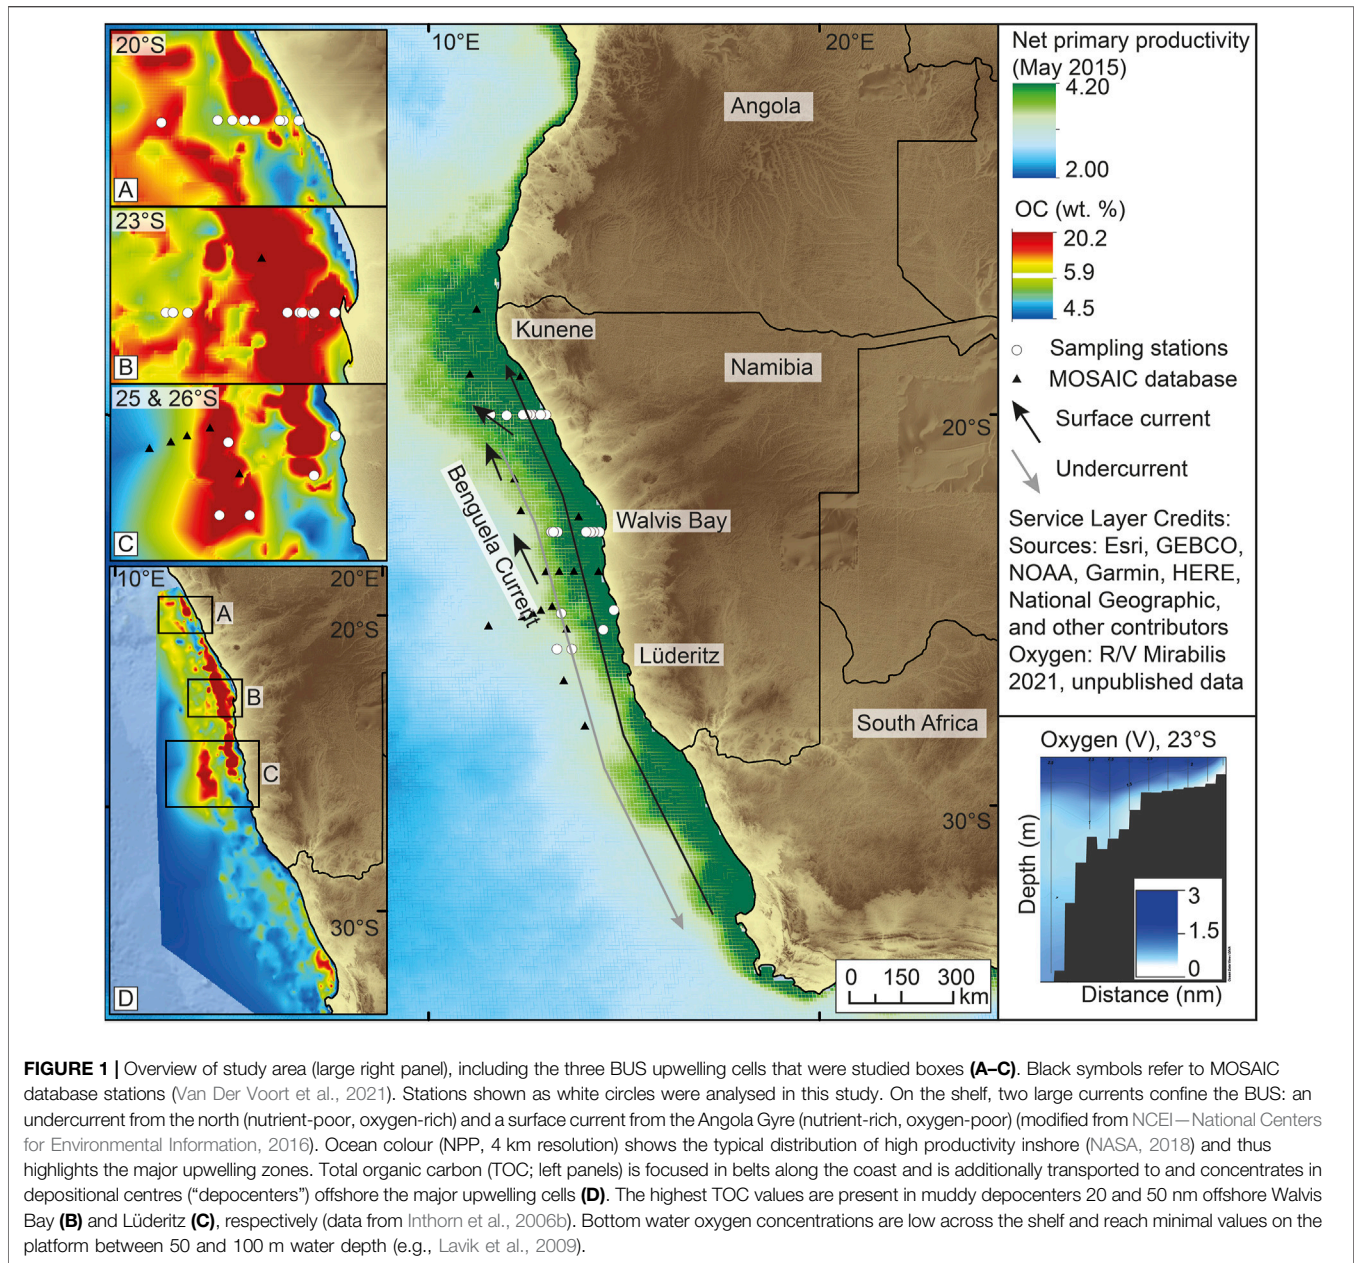 20°S
A
23°S
B
25 & 26°S
C
10°E
20°E
A
20°S
B
C
30°S
D
10°E
20°E
Angola
Kunene
Namibia
20°S
Walvis Bay
Benguela Current
Lüderitz
South Africa
30°S
0 150 300
km
Net primary productivity
(May 2015)
4.20
2.00
OC (wt. %)
20.2
5.9
4.5
Sampling stations
MOSAIC database
Surface current
Undercurrent
Service Layer Credits:
Sources: Esri, GEBCO,
NOAA, Garmin, HERE,
National Geographic,
and other contributors
Oxygen: R/V Mirabilis
2021, unpublished data
Oxygen (V), 23°S
Depth (m)
3
1.5
0
Distance (nm)
FIGURE 1 | Overview of study area (large right panel), including the three BUS upwelling cells that were studied boxes (A–C). Black symbols refer to MOSAIC
database stations (Van Der Voort et al., 2021). Stations shown as white circles were analysed in this study. On the shelf, two large currents confine the BUS: an
undercurrent from the north (nutrient-poor, oxygen-rich) and a surface current from the Angola Gyre (nutrient-rich, oxygen-poor) (modified from NCEI—National Centers
for Environmental Information, 2016). Ocean colour (NPP, 4 km resolution) shows the typical distribution of high productivity inshore (NASA, 2018) and thus
highlights the major upwelling zones. Total organic carbon (TOC; left panels) is focused in belts along the coast and is additionally transported to and concentrates in
depositional centres (“depocenters”) offshore the major upwelling cells (D). The highest TOC values are present in muddy depocenters 20 and 50 nm offshore Walvis
Bay (B) and Lüderitz (C), respectively (data from Inthorn et al., 2006b). Bottom water oxygen concentrations are low across the shelf and reach minimal values on the
platform between 50 and 100 m water depth (e.g., Lavik et al., 2009).